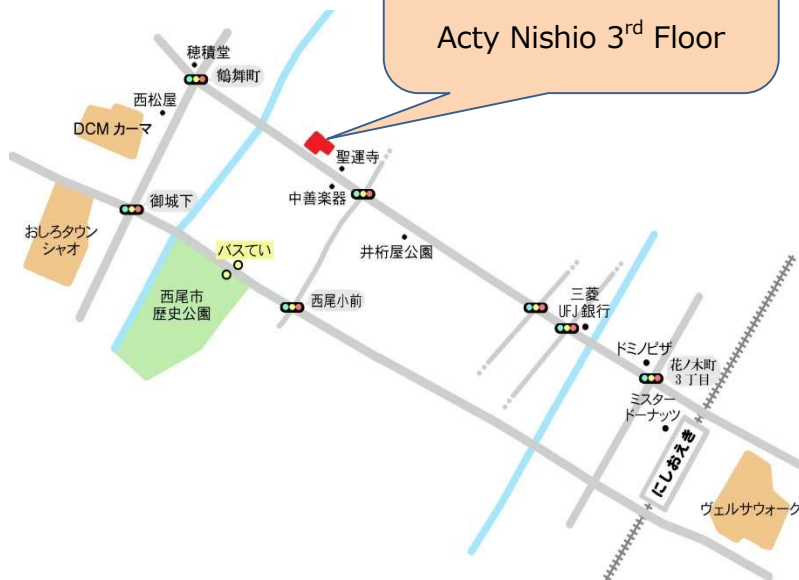 Acty Nishio 3rd Floor
穂積堂
鶴舞町
西松屋
DCM カーマ
聖運寺
中善楽器
御城下
おしろタウン
シャオ
バスてい
井桁屋公園
西尾市
歴史公園
西尾小前
三菱
UFJ 銀行
ドミノピザ
花ノ木町
3丁目
ミスター
ドーナッツ
にしおえき
ヴェルサウォーク